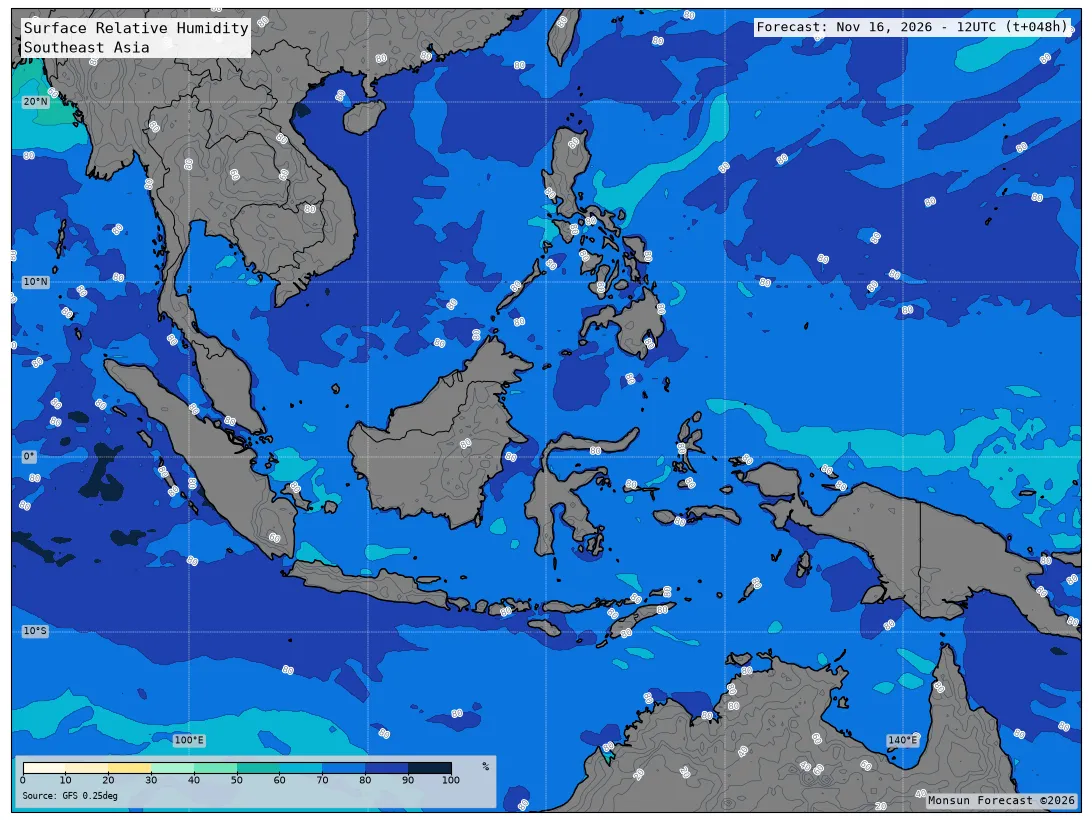 Surface Relative Humidity
Southeast Asia
Forecast: Nov 16, 2026 - 12UTC (t+048h)
20°N
10°N
0°
10°S
100°E
140°E
0 10 20 30 40 50 60 70 80 90 100 %
Source: GFS 0.25deg
Monsun Forecast ©2026